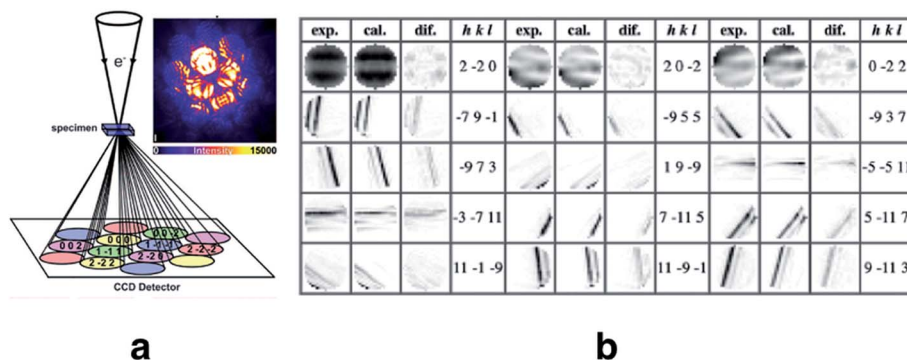 e⁻
specimen
I
0 Intensity 15000
0 0 2 0 0 0 0 0 -2
1 -1 1 1 -1 -1
2 -2 2 2 -2 0 2 -2 -2
CCD Detector
a
exp. cal. dif. h k l exp. cal. dif. h k l exp. cal. dif. h k l
2 -2 0 2 0 -2 0 -2 2
-7 9 -1 -9 5 5 -9 3 7
-9 7 3 1 9 -9 -5 -5 11
-3 -7 11 7 -11 5 5 -11 7
11 -1 -9 11 -9 -1 9 -11 3
b